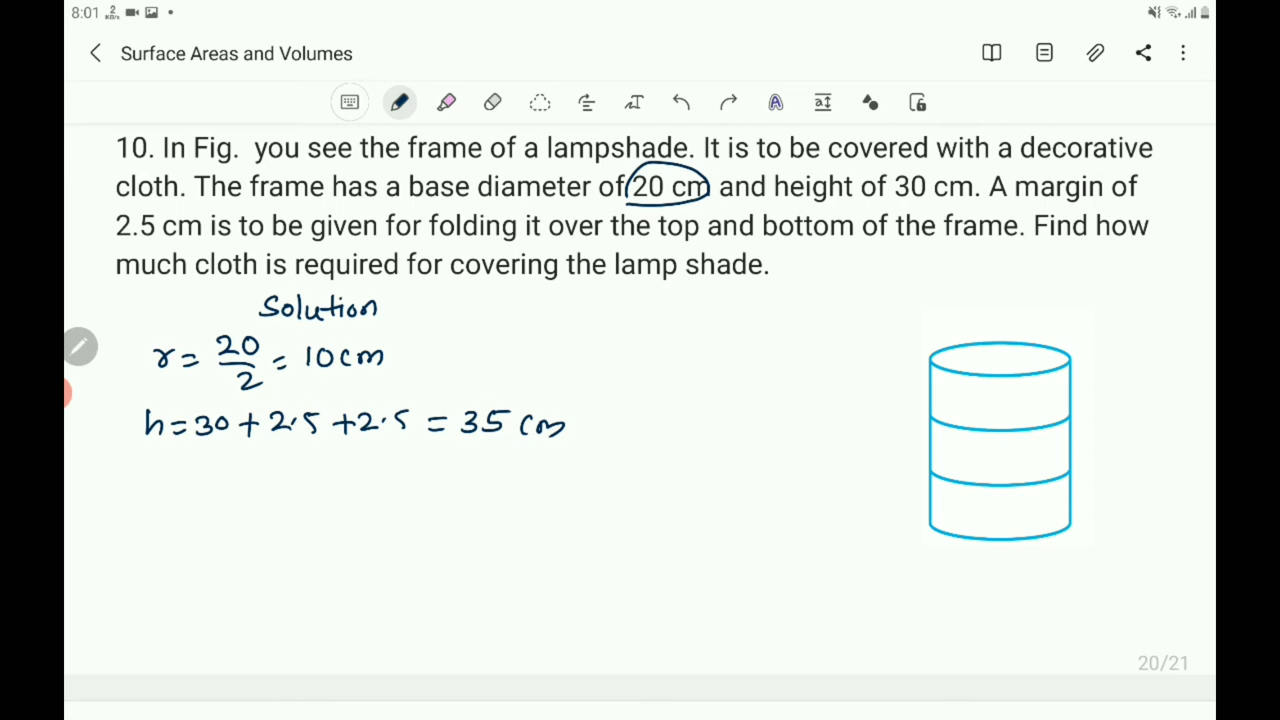 8:01 2 KB/s
Surface Areas and Volumes
10. In Fig. you see the frame of a lampshade. It is to be covered with a decorative
cloth. The frame has a base diameter of 20 cm and height of 30 cm. A margin of
2.5 cm is to be given for folding it over the top and bottom of the frame. Find how
much cloth is required for covering the lamp shade.
Solution
r = 20/2 = 10cm
h = 30 + 2.5 + 2.5 = 35 cm
20/21